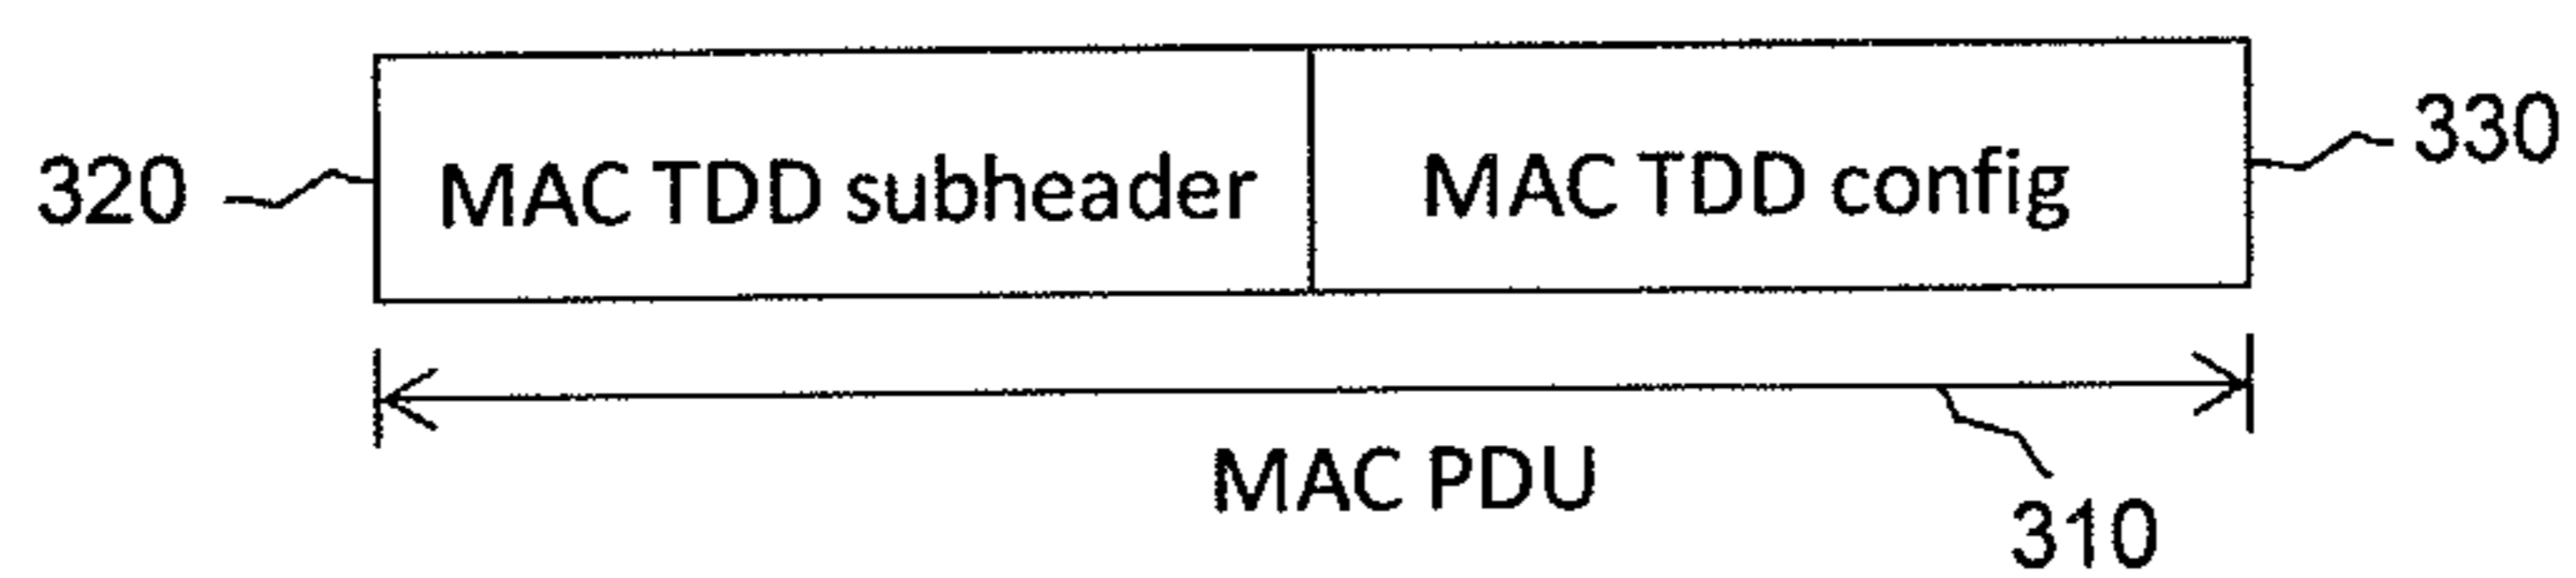 320 MAC TDD subheader MAC TDD config 330
MAC PDU
310